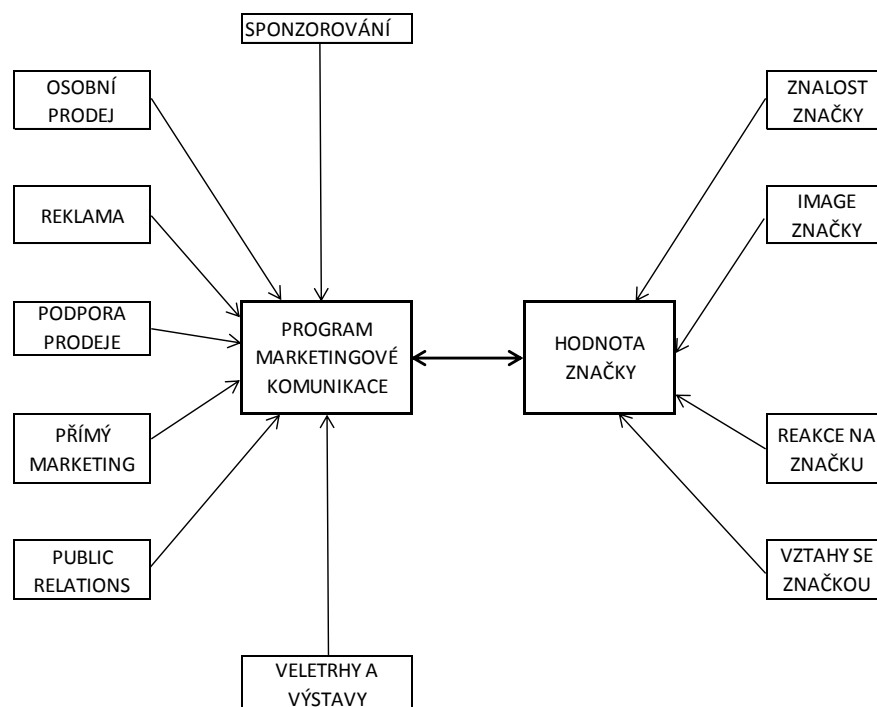 SPONZOROVÁNÍ
OSOBNÍ
PRODEJ
REKLAMA
PODPORA
PRODEJE
PŘÍMÝ
MARKETING
PUBLIC
RELATIONS
VELETRHY A
VÝSTAVY
PROGRAM
MARKETINGOVÉ
KOMUNIKACE
HODNOTA
ZNAČKY
ZNALOST
ZNAČKY
IMAGE
ZNAČKY
REAKCE NA
ZNAČKU
VZTAHY SE
ZNAČKOU